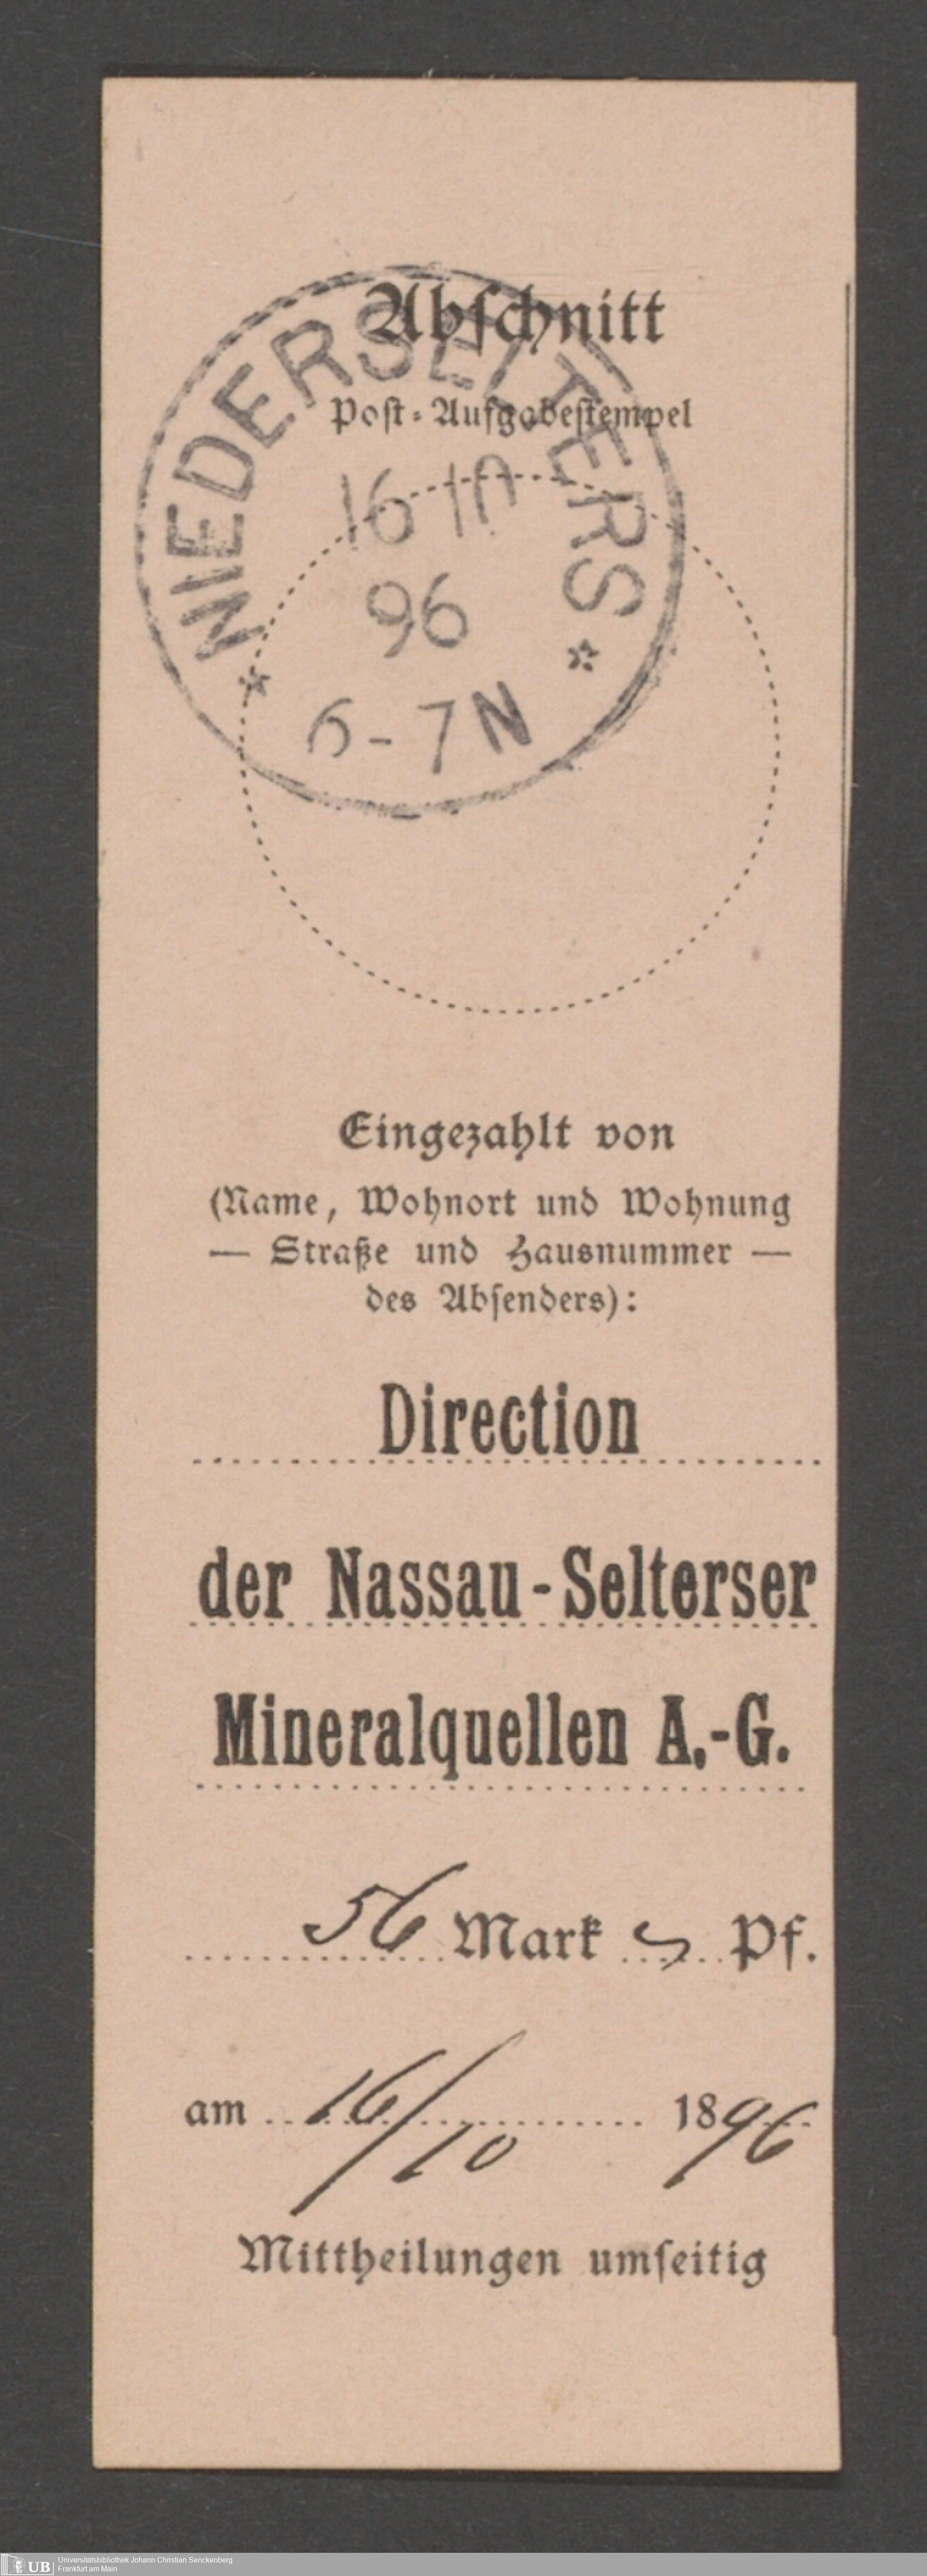 Abſchnitt
Poſt-Aufgabeſtempel
NIEDERSELTERS
16 10
96
6-7N
Eingezahlt von
(Name, Wohnort und Wohnung
— Straße und Hausnummer —
des Abſenders):
Direction
der Nassau-Selterser
Mineralquellen A.-G.
56 Mark Pf.
am 16/10 1896
Mittheilungen umſeitig
UB
Universitätsbibliothek Johann Christian Senckenberg
Frankfurt am Main